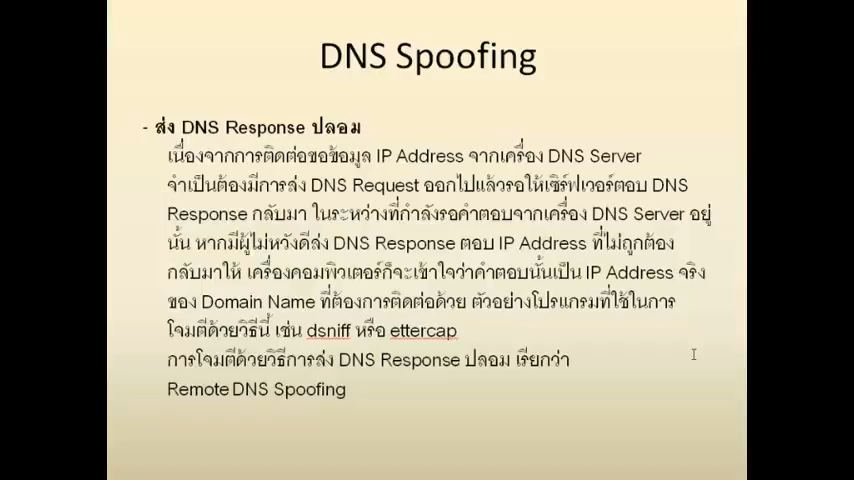 DNS Spoofing
- ส่ง DNS Response ปลอม
เนื่องจากการติดต่อขอข้อมูล IP Address จากเครื่อง DNS Server
จำเป็นต้องมีการส่ง DNS Request ออกไปแล้วรอให้เซิร์ฟเวอร์ตอบ DNS
Response กลับมา ในระหว่างที่กำลังรอคำตอบจากเครื่อง DNS Server อยู่
นั้น หากมีผู้ไม่หวังดีส่ง DNS Response ตอบ IP Address ที่ไม่ถูกต้อง
กลับมาให้ เครื่องคอมพิวเตอร์ก็จะเข้าใจว่าคำตอบนั้นเป็น IP Address จริง
ของ Domain Name ที่ต้องการติดต่อด้วย ตัวอย่างโปรแกรมที่ใช้ในการ
โจมตีด้วยวิธีนี้ เช่น dsniff หรือ ettercap
การโจมตีด้วยวิธีการส่ง DNS Response ปลอม เรียกว่า
Remote DNS Spoofing